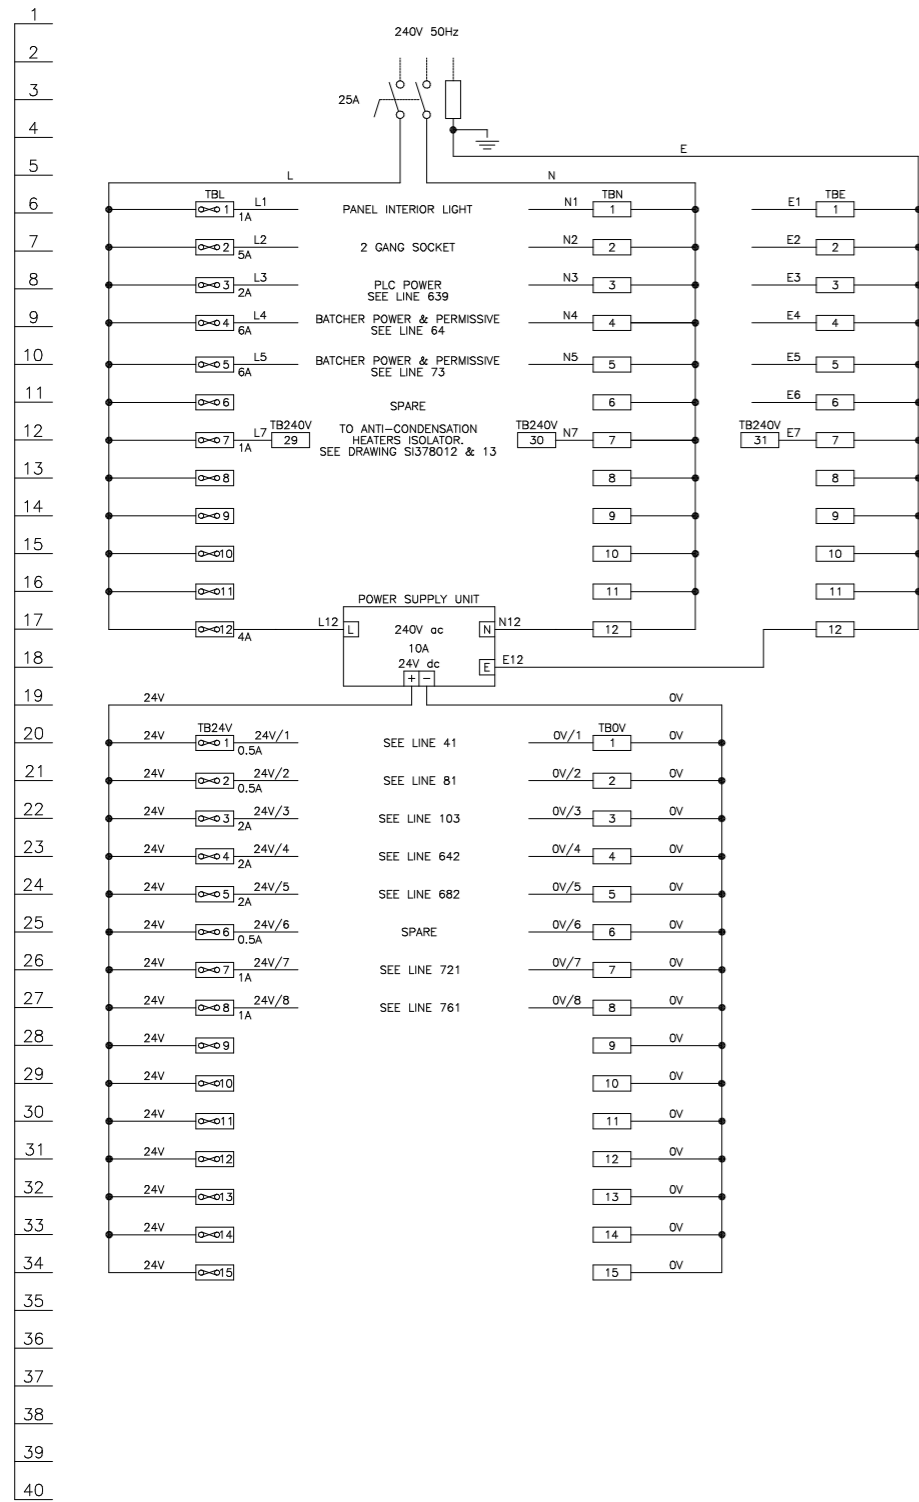 1
240V 50Hz
2
3
25A
4
E
5
L N
6 TBL 1 L1 1A PANEL INTERIOR LIGHT N1 TBN 1 E1 TBE 1
7 2 L2 5A 2 GANG SOCKET N2 2 E2 2
8 3 L3 2A PLC POWER N3 3 E3 3
SEE LINE 639
9 4 L4 6A BATCHER POWER & PERMISSIVE N4 4 E4 4
SEE LINE 64
10 5 L5 6A BATCHER POWER & PERMISSIVE N5 5 E5 5
SEE LINE 73
11 6 SPARE 6 E6 6
12 7 L7 1A TB240V 29 TO ANTI-CONDENSATION TB240V 30 N7 7 TB240V 31 E7 7
HEATERS ISOLATOR.
SEE DRAWING SI378012 & 13
13 8 8 8
14 9 9 9
15 10 10 10
16 11 11 11
POWER SUPPLY UNIT
17 12 4A L12 L 240V ac N N12 12 12
10A
18 24V dc E E12
+ -
19 24V 0V
20 24V TB24V 1 24V/1 0.5A SEE LINE 41 0V/1 TB0V 1 0V
21 24V 2 24V/2 0.5A SEE LINE 81 0V/2 2 0V
22 24V 3 24V/3 2A SEE LINE 103 0V/3 3 0V
23 24V 4 24V/4 2A SEE LINE 642 0V/4 4 0V
24 24V 5 24V/5 2A SEE LINE 682 0V/5 5 0V
25 24V 6 24V/6 0.5A SPARE 0V/6 6 0V
26 24V 7 24V/7 1A SEE LINE 721 0V/7 7 0V
27 24V 8 24V/8 1A SEE LINE 761 0V/8 8 0V
28 24V 9 9 0V
29 24V 10 10 0V
30 24V 11 11 0V
31 24V 12 12 0V
32 24V 13 13 0V
33 24V 14 14 0V
34 24V 15 15 0V
35
36
37
38
39
40